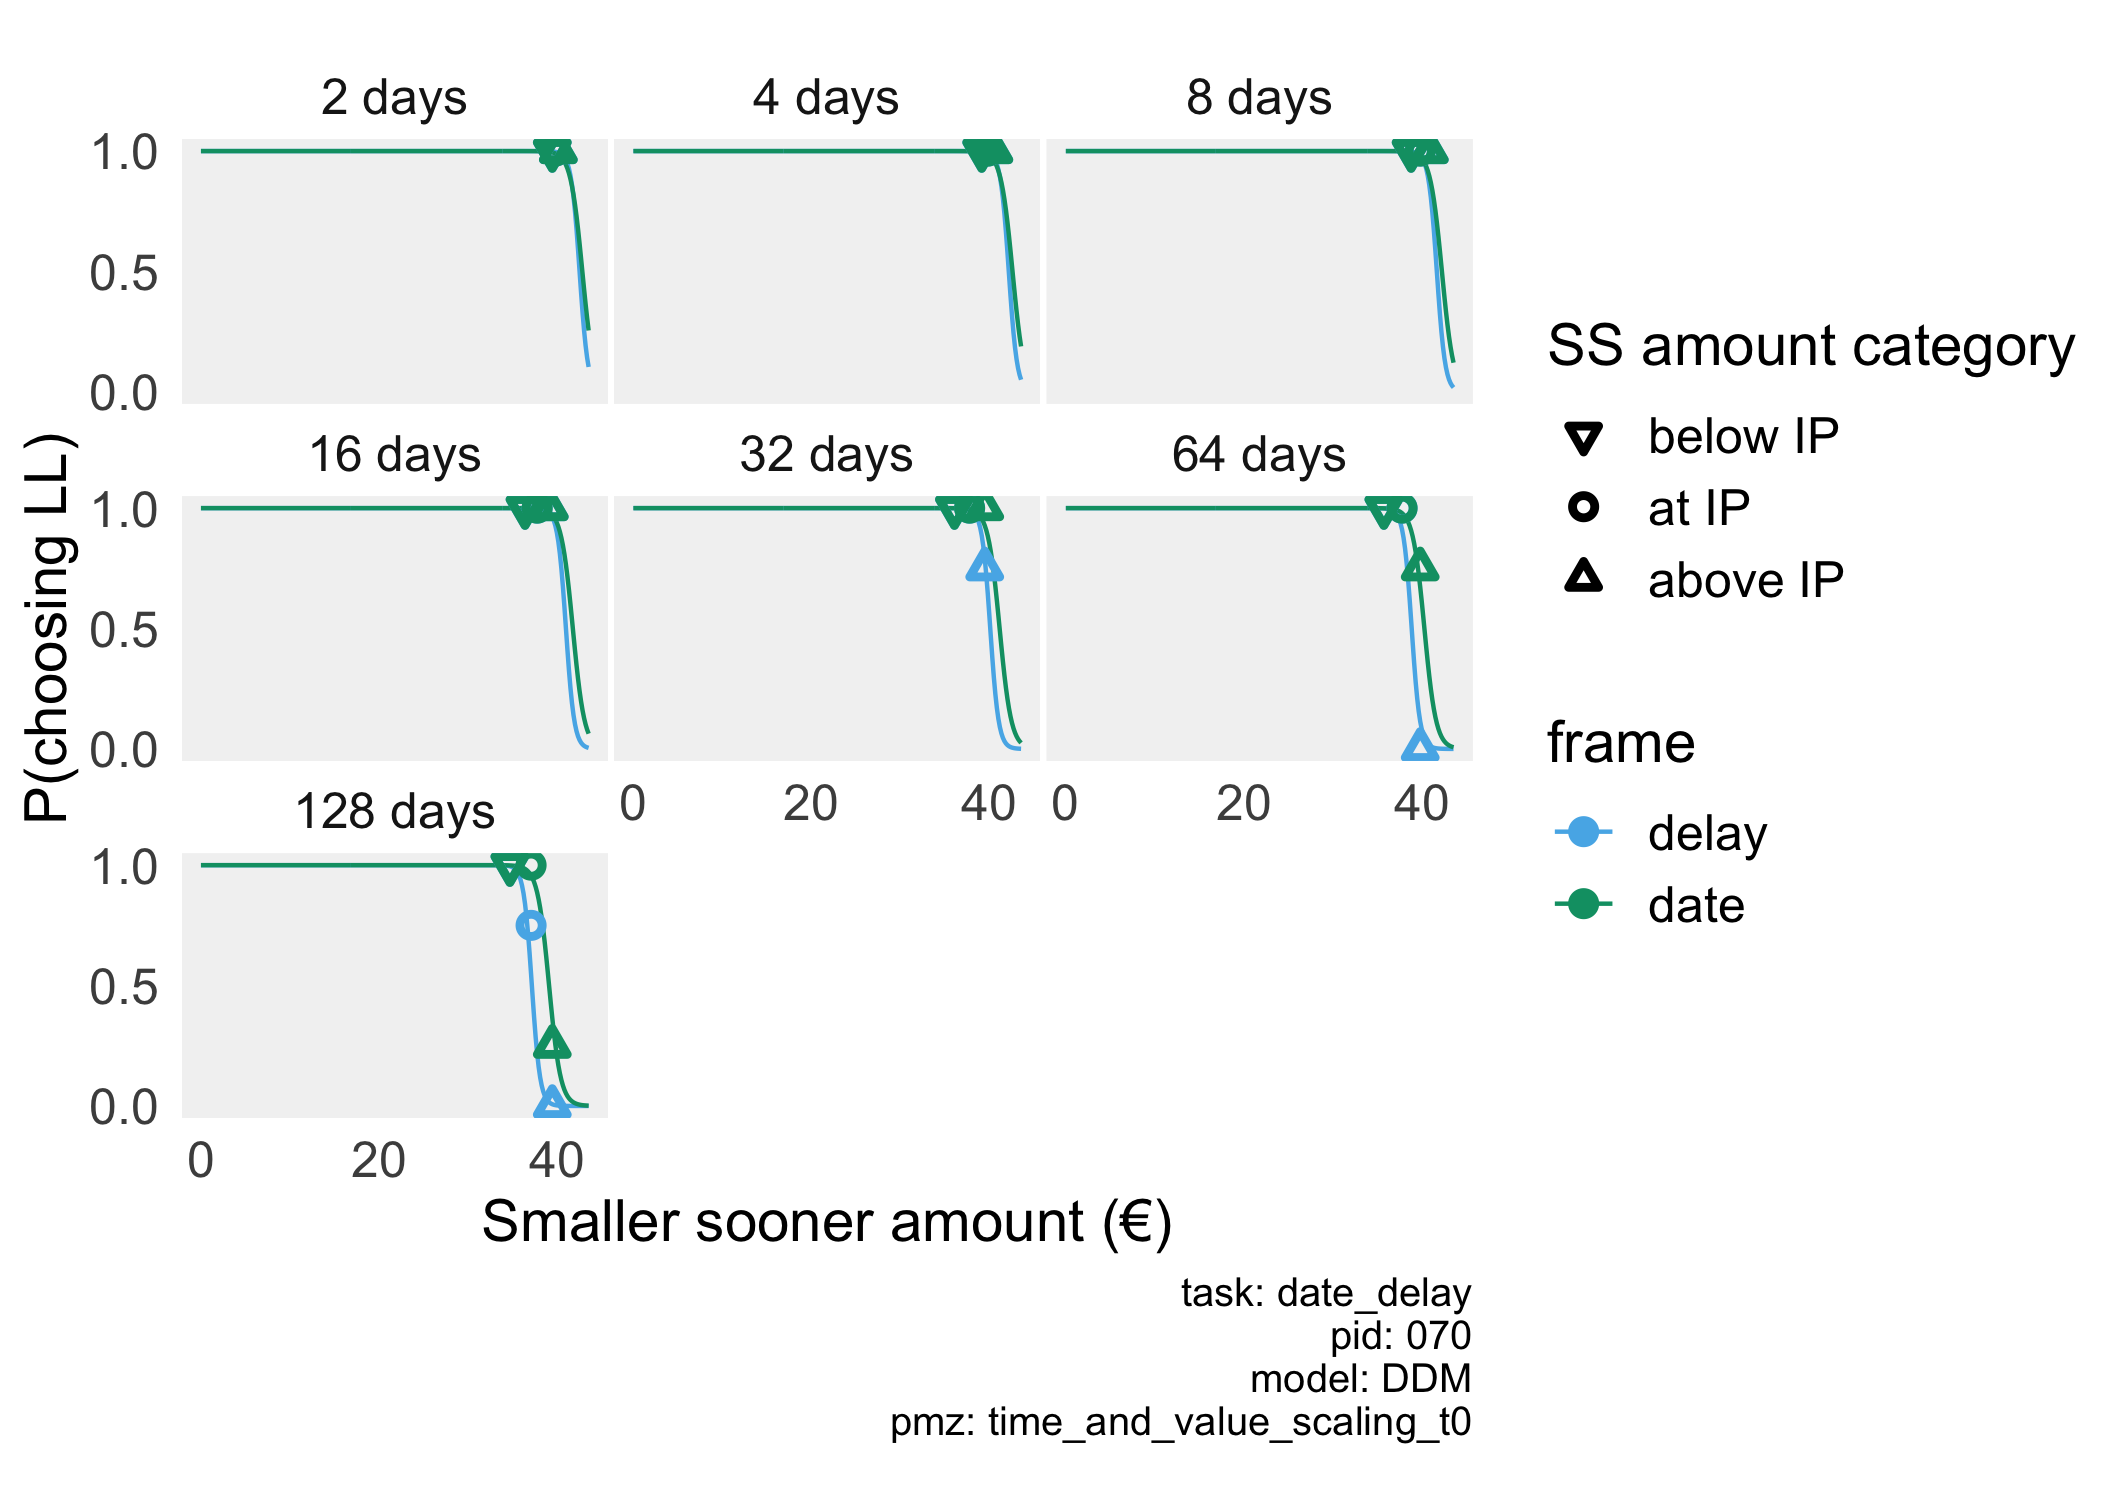 2 days
4 days
8 days
1.0
0.5
0.0
16 days
32 days
64 days
1.0
0.5
0.0
0
20
40
0
20
40
128 days
1.0
0.5
0.0
0
20
40
P(choosing LL)
Smaller sooner amount (€)
SS amount category
below IP
at IP
above IP
frame
delay
date
task: date_delay
pid: 070
model: DDM
pmz: time_and_value_scaling_t0